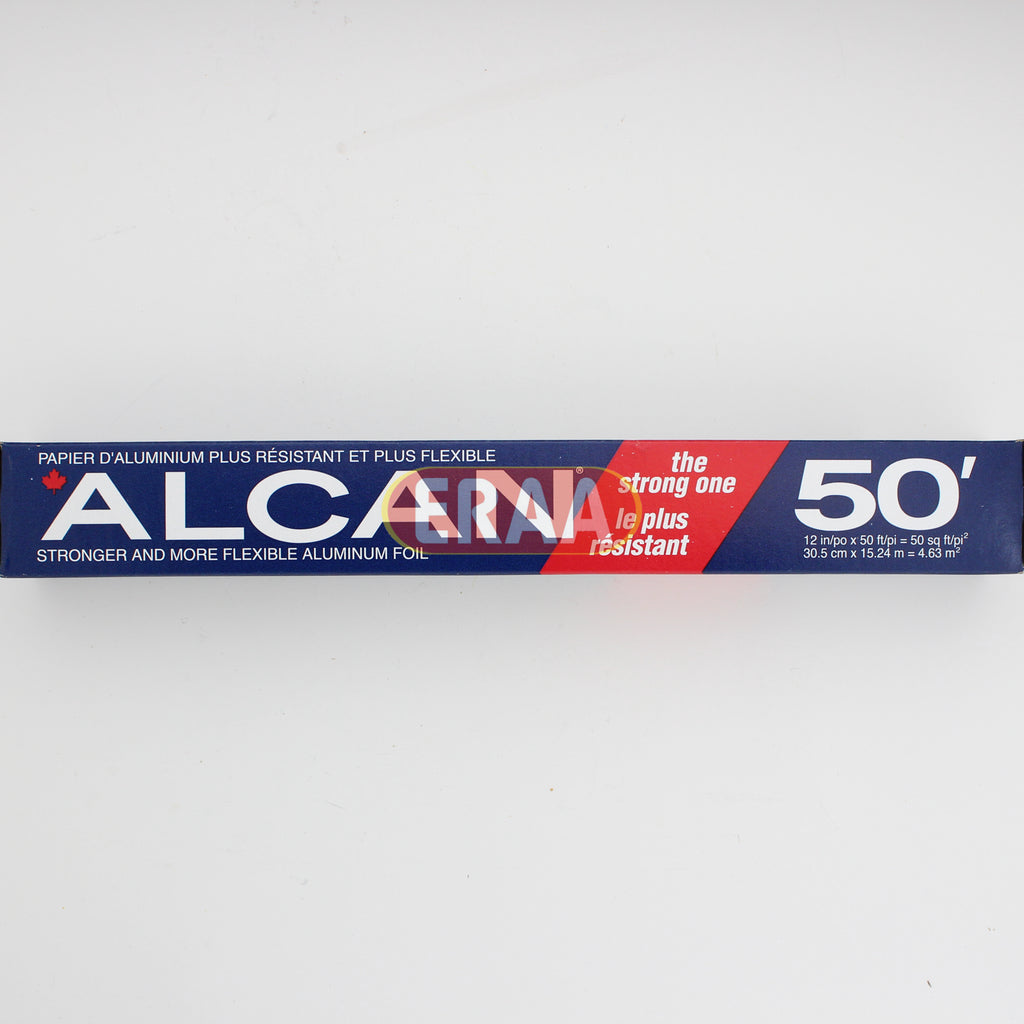 PAPIER D'ALUMINIUM PLUS RÉSISTANT ET PLUS FLEXIBLE
ALCAN®
STRONGER AND MORE FLEXIBLE ALUMINUM FOIL
ERAA
the
strong one
le plus
résistant
50'
12 in/po x 50 ft/pi = 50 sq ft/pi²
30.5 cm x 15.24 m = 4.63 m²